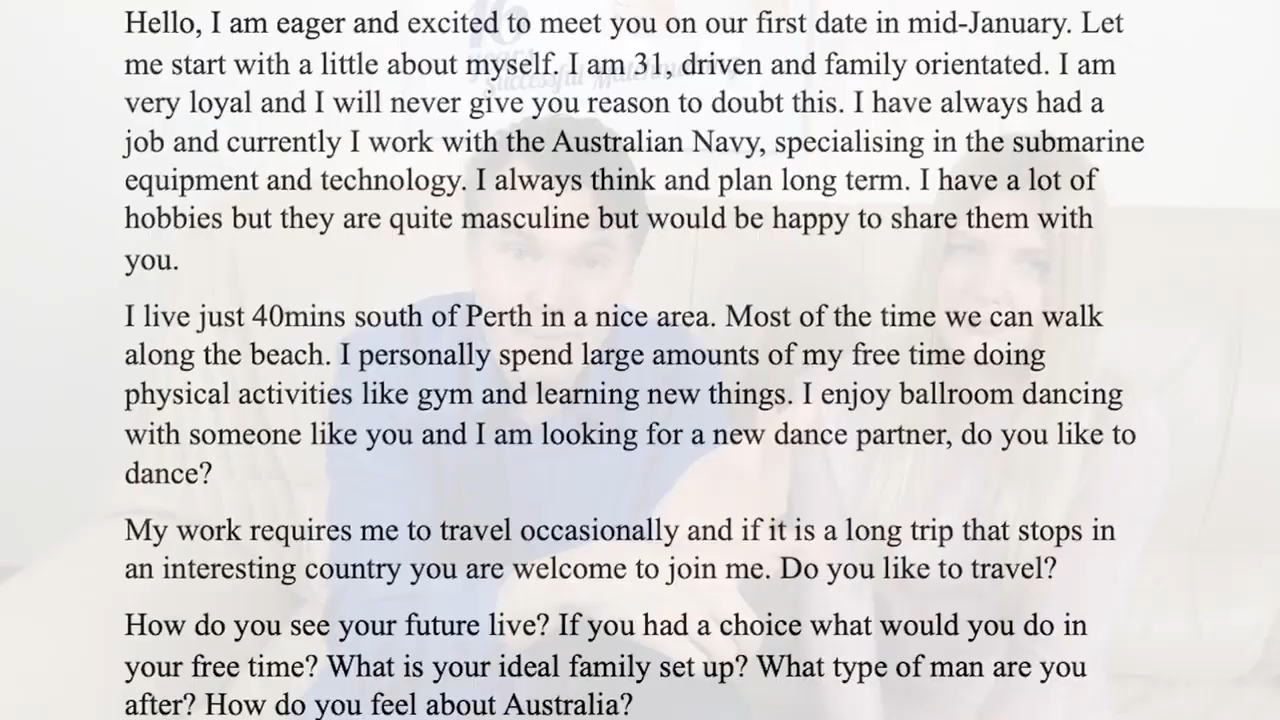 Hello, I am eager and excited to meet you on our first date in mid-January. Let
me start with a little about myself. I am 31, driven and family orientated. I am
very loyal and I will never give you reason to doubt this. I have always had a
job and currently I work with the Australian Navy, specialising in the submarine
equipment and technology. I always think and plan long term. I have a lot of
hobbies but they are quite masculine but would be happy to share them with
you.
I live just 40mins south of Perth in a nice area. Most of the time we can walk
along the beach. I personally spend large amounts of my free time doing
physical activities like gym and learning new things. I enjoy ballroom dancing
with someone like you and I am looking for a new dance partner, do you like to
dance?
My work requires me to travel occasionally and if it is a long trip that stops in
an interesting country you are welcome to join me. Do you like to travel?
How do you see your future live? If you had a choice what would you do in
your free time? What is your ideal family set up? What type of man are you
after? How do you feel about Australia?